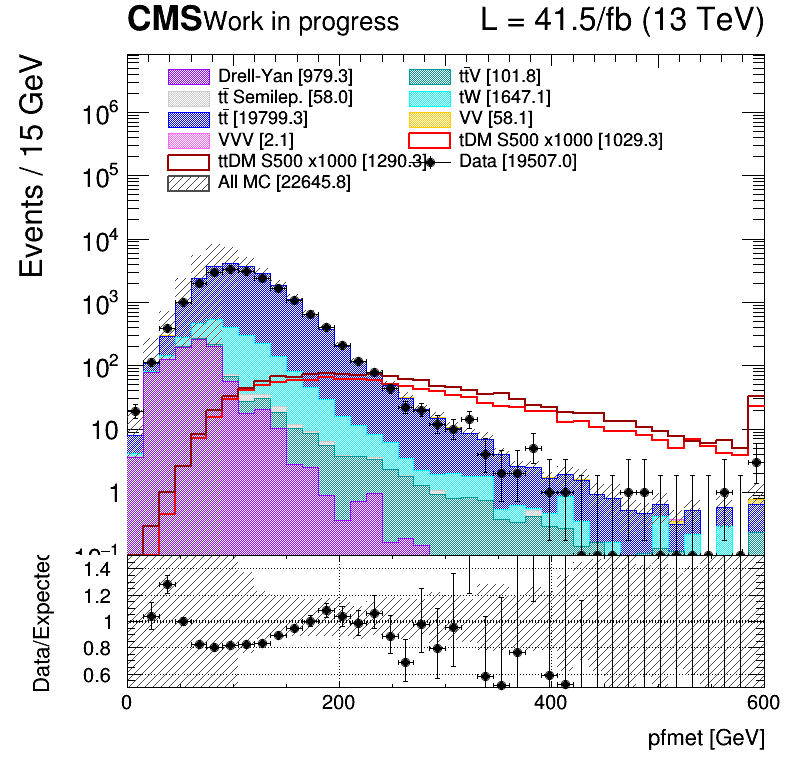 CMS Work in progress L = 41.5/fb (13 TeV)
Events / 15 GeV
Drell-Yan [979.3]
tt̄ Semilep. [58.0]
tt̄ [19799.3]
VVV [2.1]
ttDM S500 x1000 [1290.3]
All MC [22645.8]
tt̄V [101.8]
tW [1647.1]
VV [58.1]
tDM S500 x1000 [1029.3]
Data [19507.0]
10⁶
10⁵
10⁴
10³
10²
10
1
10⁻¹
Data/Expected
1.4
1.2
1
0.8
0.6
0 200 400 600
pfmet [GeV]